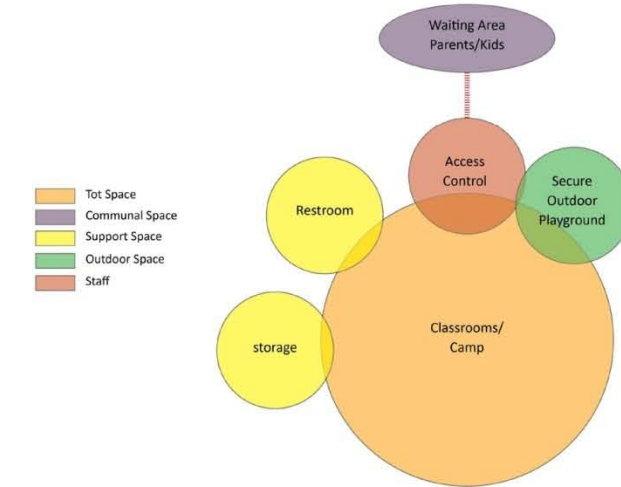 Waiting Area
Parents/Kids
Access
Control
Secure
Outdoor
Playground
Restroom
Tot Space
Communal Space
Support Space
Outdoor Space
Staff
storage
Classrooms/
Camp